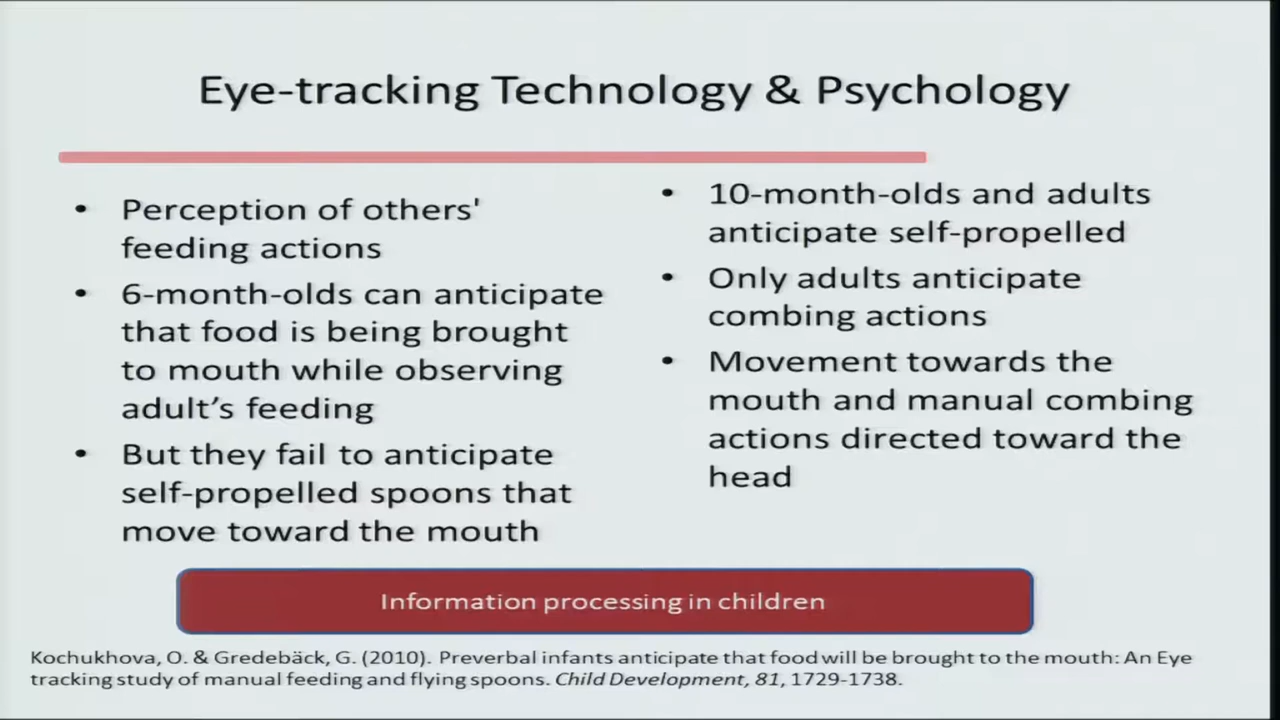 Eye-tracking Technology & Psychology
• Perception of others'
feeding actions
• 6-month-olds can anticipate
that food is being brought
to mouth while observing
adult’s feeding
• But they fail to anticipate
self-propelled spoons that
move toward the mouth
• 10-month-olds and adults
anticipate self-propelled
• Only adults anticipate
combing actions
• Movement towards the
mouth and manual combing
actions directed toward the
head
Information processing in children
Kochukhova, O. & Gredebäck, G. (2010). Preverbal infants anticipate that food will be brought to the mouth: An Eye
tracking study of manual feeding and flying spoons. Child Development, 81, 1729-1738.